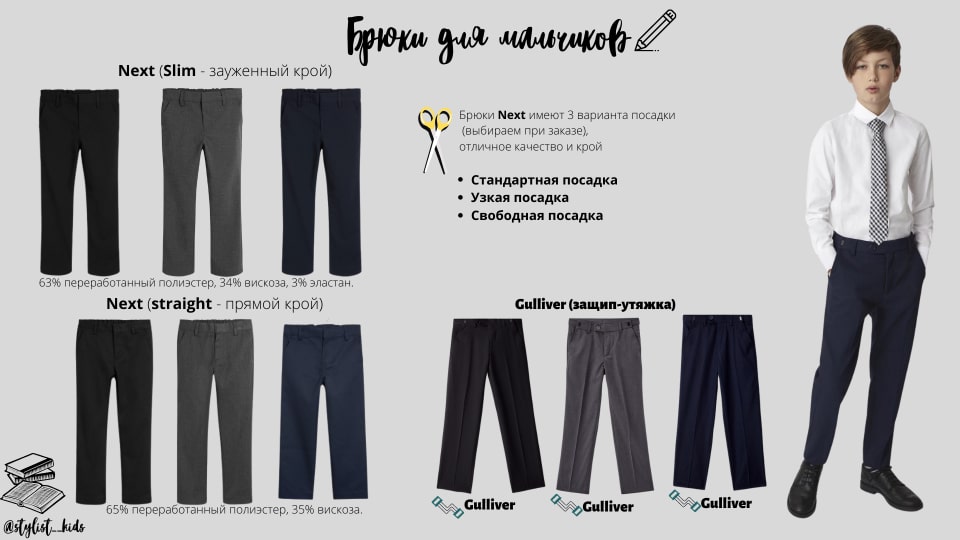 Брюки для мальчиков
Next (Slim - зауженный крой)
Брюки Next имеют 3 варианта посадки
(выбираем при заказе),
отличное качество и крой
• Стандартная посадка
• Узкая посадка
• Свободная посадка
63% переработанный полиэстер, 34% вискоза, 3% эластан.
Next (straight - прямой крой)
Gulliver (защип-утяжка)
Gulliver
Gulliver
Gulliver
65% переработанный полиэстер, 35% вискоза.
@stylist__kids